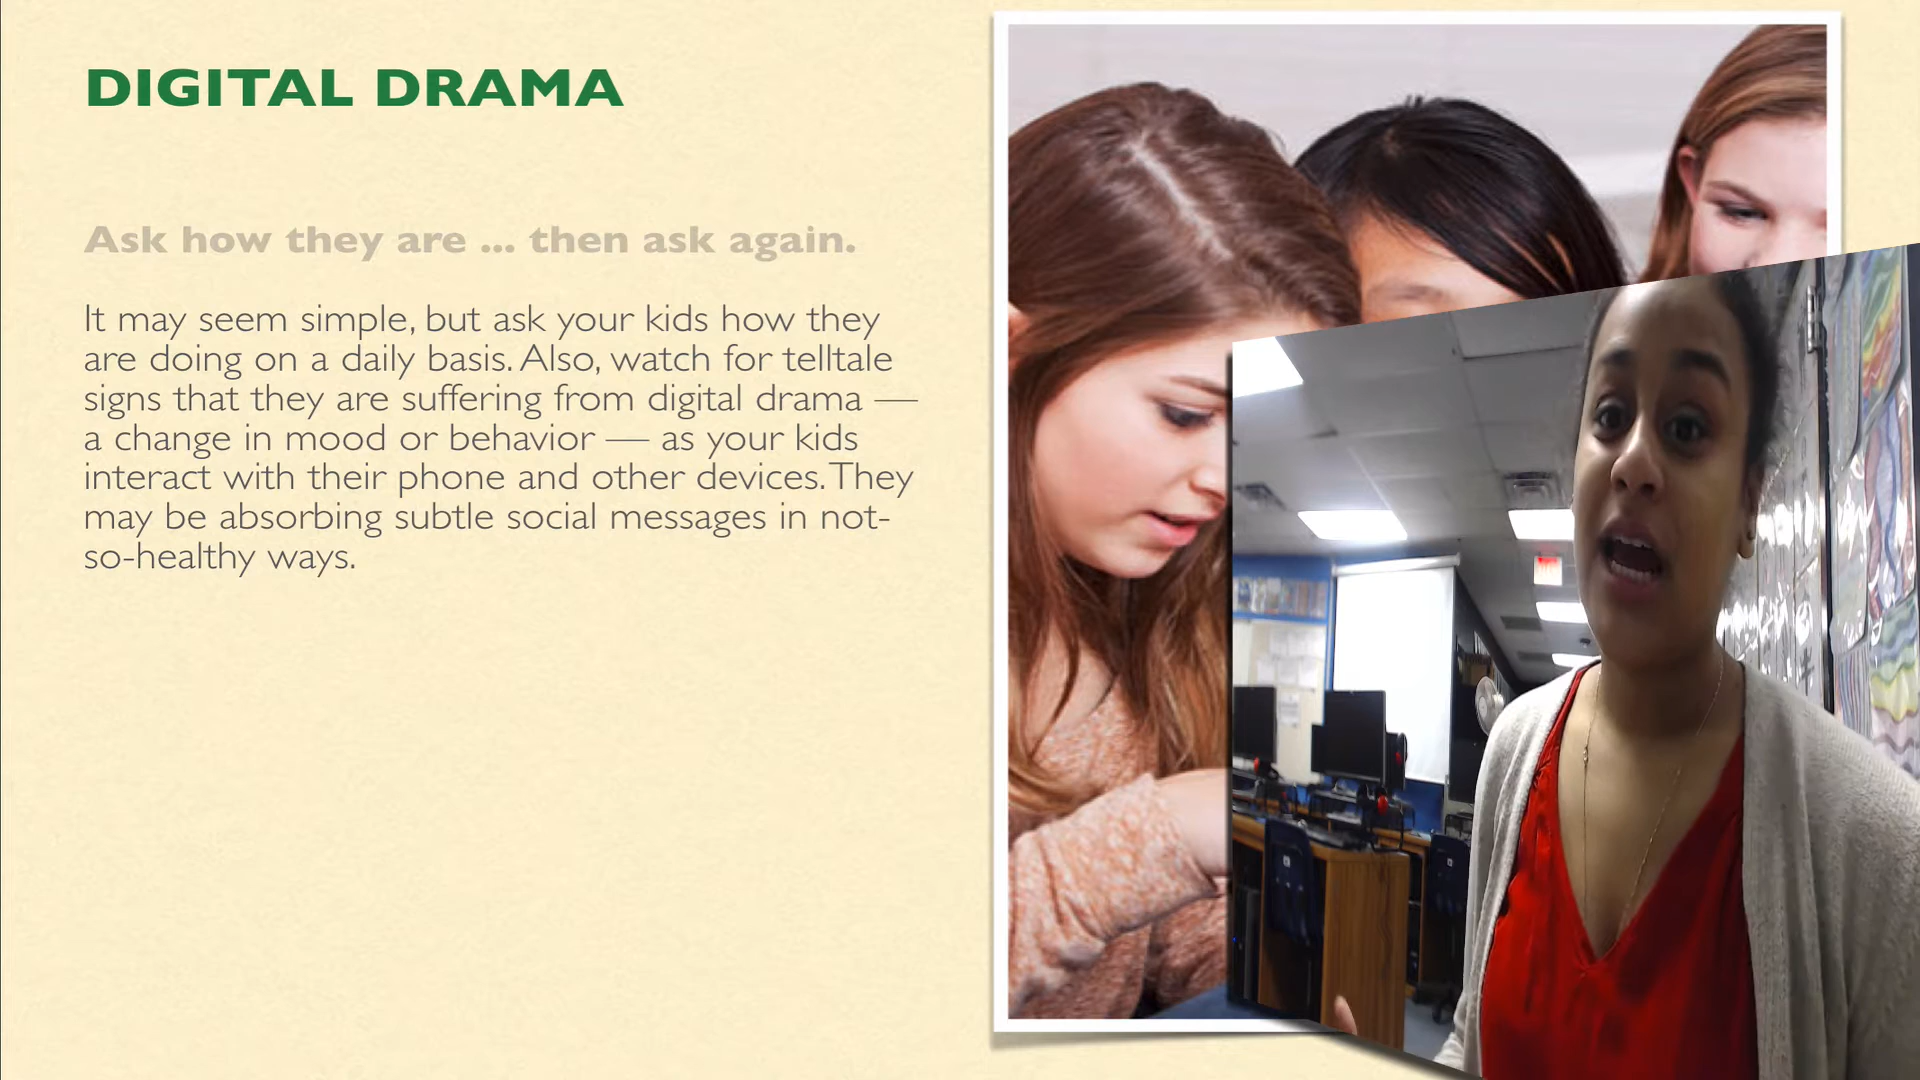 DIGITAL DRAMA
Ask how they are ... then ask again.
It may seem simple, but ask your kids how they
are doing on a daily basis. Also, watch for telltale
signs that they are suffering from digital drama —
a change in mood or behavior — as your kids
interact with their phone and other devices. They
may be absorbing subtle social messages in not-
so-healthy ways.